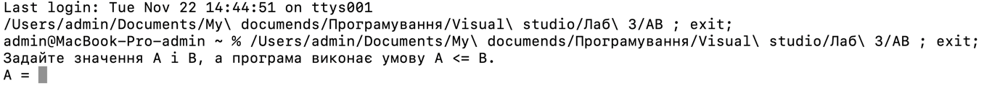 Last login: Tue Nov 22 14:44:51 on ttys001
/Users/admin/Documents/My\ documends/Програмування/Visual\ studio/Лаб\ 3/АВ ; exit;
admin@MacBook-Pro-admin ~ % /Users/admin/Documents/My\ documends/Програмування/Visual\ studio/Лаб\ 3/АВ ; exit;
Задайте значення А і В, а програма виконає умову А <= В.
А =